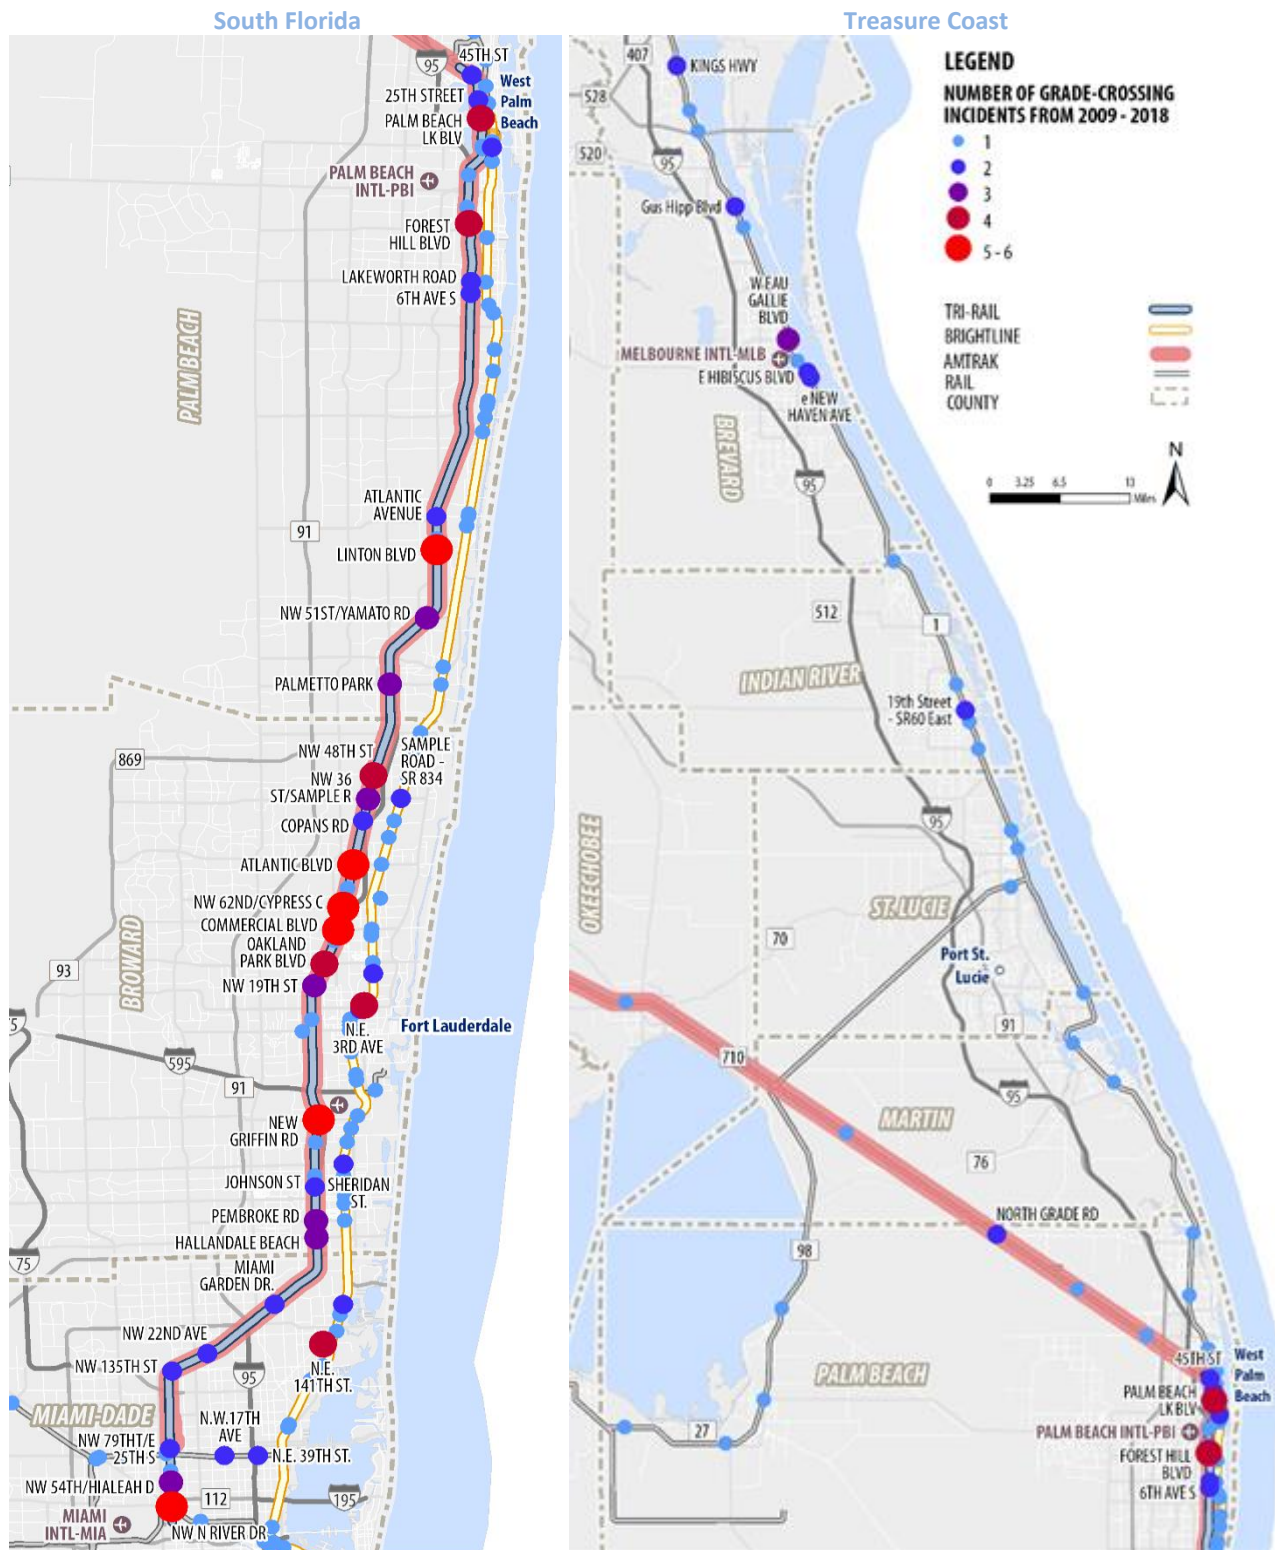 South Florida
Treasure Coast
95
45TH ST
West
Palm
Beach
25TH STREET
PALM BEACH
LK BLV
PALM BEACH
INTL-PBI
FOREST
HILL BLVD
LAKEWORTH ROAD
6TH AVE S
PALM BEACH
ATLANTIC
AVENUE
91
LINTON BLVD
NW 51ST/YAMATO RD
PALMETTO PARK
NW 48TH ST
SAMPLE
ROAD -
SR 834
869
NW 36
ST/SAMPLE R
COPANS RD
ATLANTIC BLVD
NW 62ND/CYPRESS C
COMMERCIAL BLVD
OAKLAND
PARK BLVD
BROWARD
93
NW 19TH ST
N.E.
3RD AVE
Fort Lauderdale
595
91
NEW
GRIFFIN RD
JOHNSON ST
SHERIDAN
ST.
PEMBROKE RD
HALLANDALE BEACH
75
MIAMI
GARDEN DR.
NW 22ND AVE
NW 135TH ST
95
N.E.
141TH ST.
MIAMI-DADE
N.W.17TH
AVE
NW 79THT/E
25TH S
N.E. 39TH ST.
NW 54TH/HIALEAH D
112
195
MIAMI
INTL-MIA
NW N RIVER DR
407
KINGS HWY
528
520
95
Gus Hipp Blvd
W EAU
GALLIE
BLVD
MELBOURNE INTL-MLB
E HIBISCUS BLVD
e NEW
HAVEN AVE
BREVARD
95
512
1
INDIAN RIVER
19th Street
- SR60 East
95
OKEECHOBEE
ST. LUCIE
70
Port St.
Lucie
91
710
95
MARTIN
76
NORTH GRADE RD
98
PALM BEACH
27
45TH ST
West
Palm
Beach
PALM BEACH
LK BLV
PALM BEACH INTL-PBI
FOREST HILL
BLVD
6TH AVE S
LEGEND
NUMBER OF GRADE-CROSSING
INCIDENTS FROM 2009 - 2018
1
2
3
4
5 - 6
TRI-RAIL
BRIGHTLINE
AMTRAK
RAIL
COUNTY
N
0 3.25 6.5 13
Miles